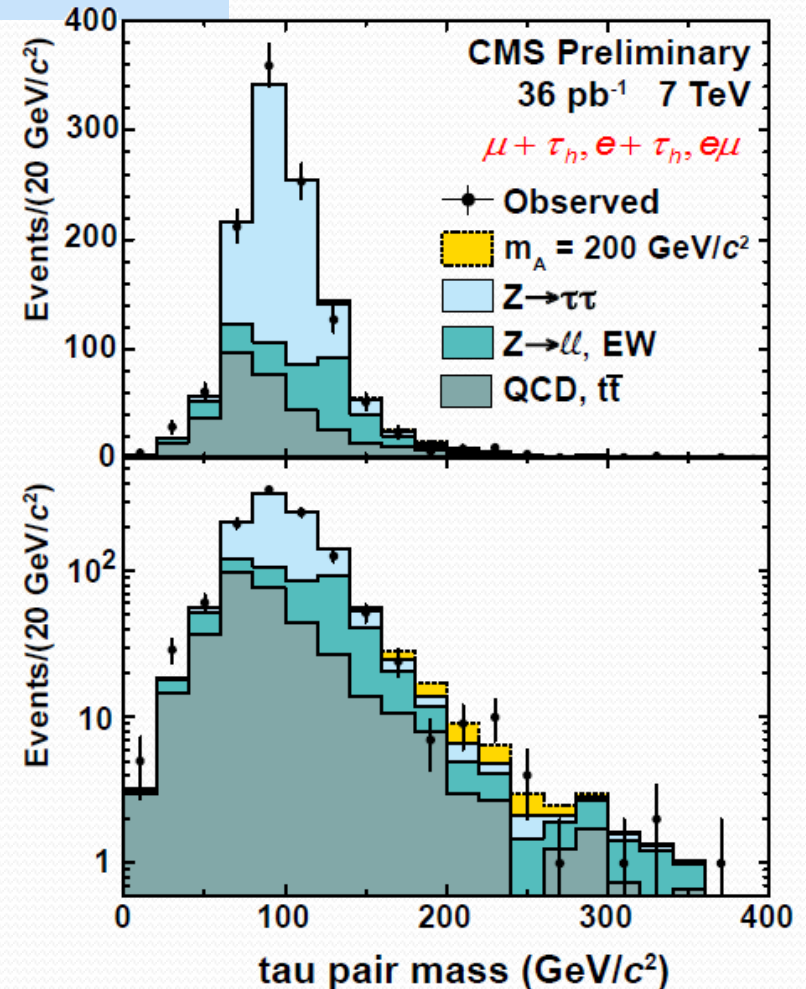 CMS Preliminary
36 pb⁻¹ 7 TeV
μ + τₕ, e + τₕ, eμ
Observed
m_A = 200 GeV/c²
Z→ττ
Z→ℓℓ, EW
QCD, tt̄
Events/(20 GeV/c²)
400
300
200
100
0
Events/(20 GeV/c²)
10²
10
1
0 100 200 300 400
tau pair mass (GeV/c²)